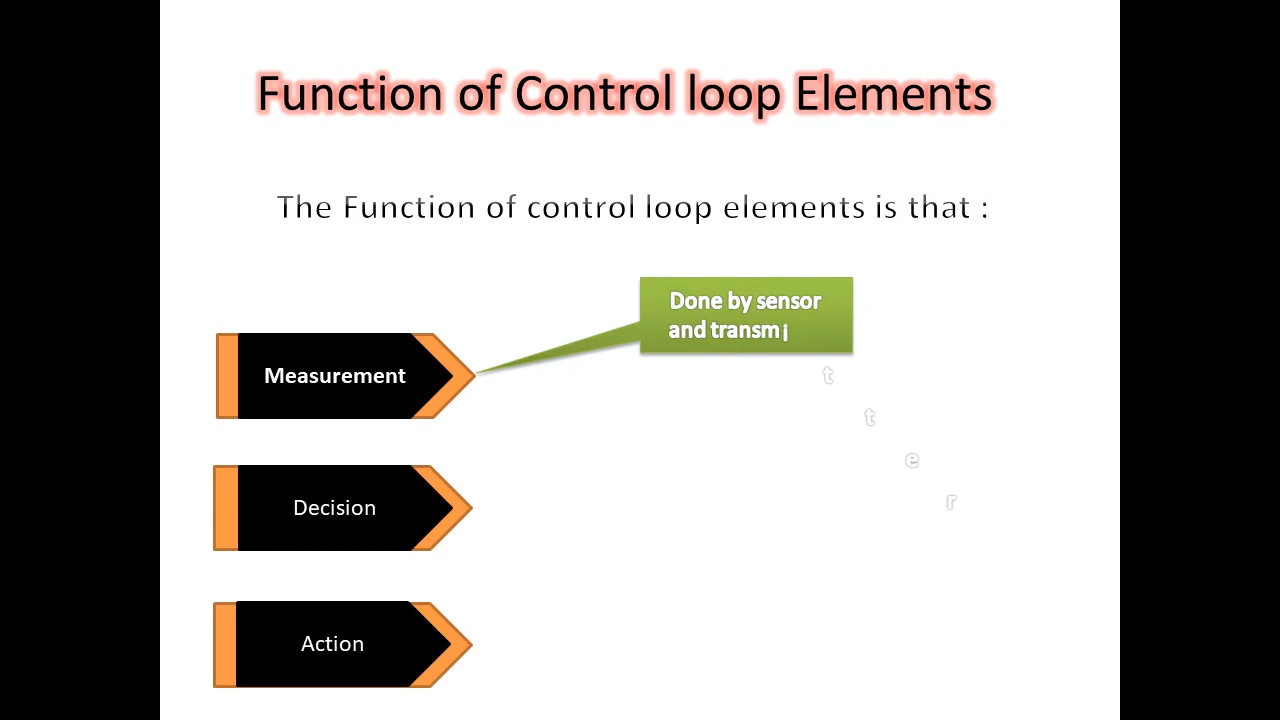 Function of Control loop Elements
The Function of control loop elements is that :
Done by sensor
and transmitter
Measurement
Decision
Action